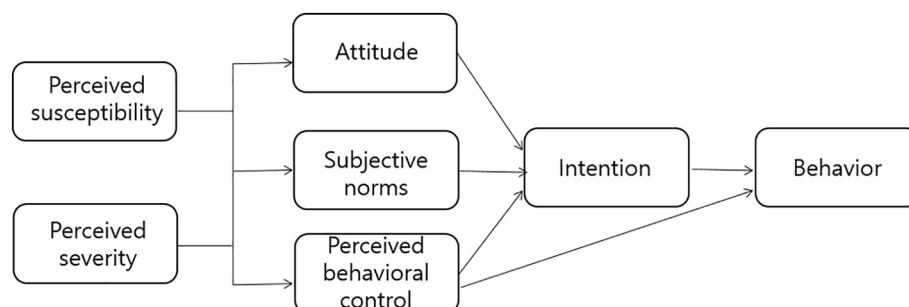 Perceived
susceptibility
Perceived
severity
Attitude
Subjective
norms
Perceived
behavioral
control
Intention
Behavior